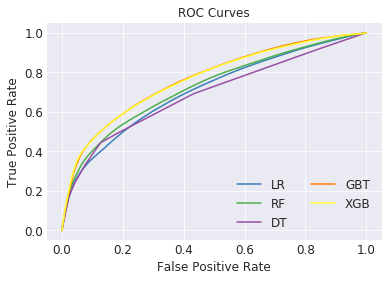 ROC Curves
True Positive Rate
1.0
0.8
0.6
0.4
0.2
0.0
LR
RF
DT
GBT
XGB
0.0 0.2 0.4 0.6 0.8 1.0
False Positive Rate